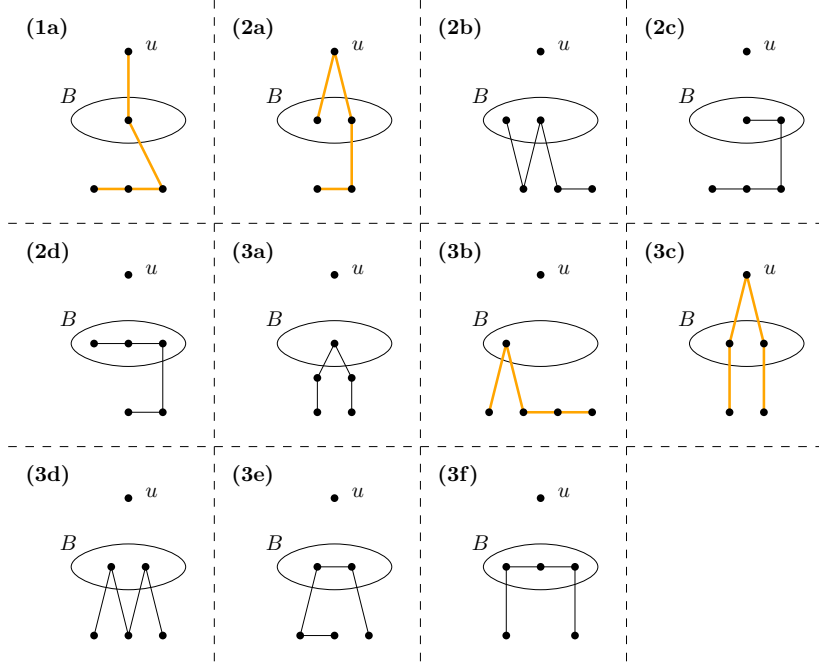 (1a) (2a) (2b) (2c)
u u u u
B B B B
(2d) (3a) (3b) (3c)
u u u u
B B B B
(3d) (3e) (3f)
u u u
B B B